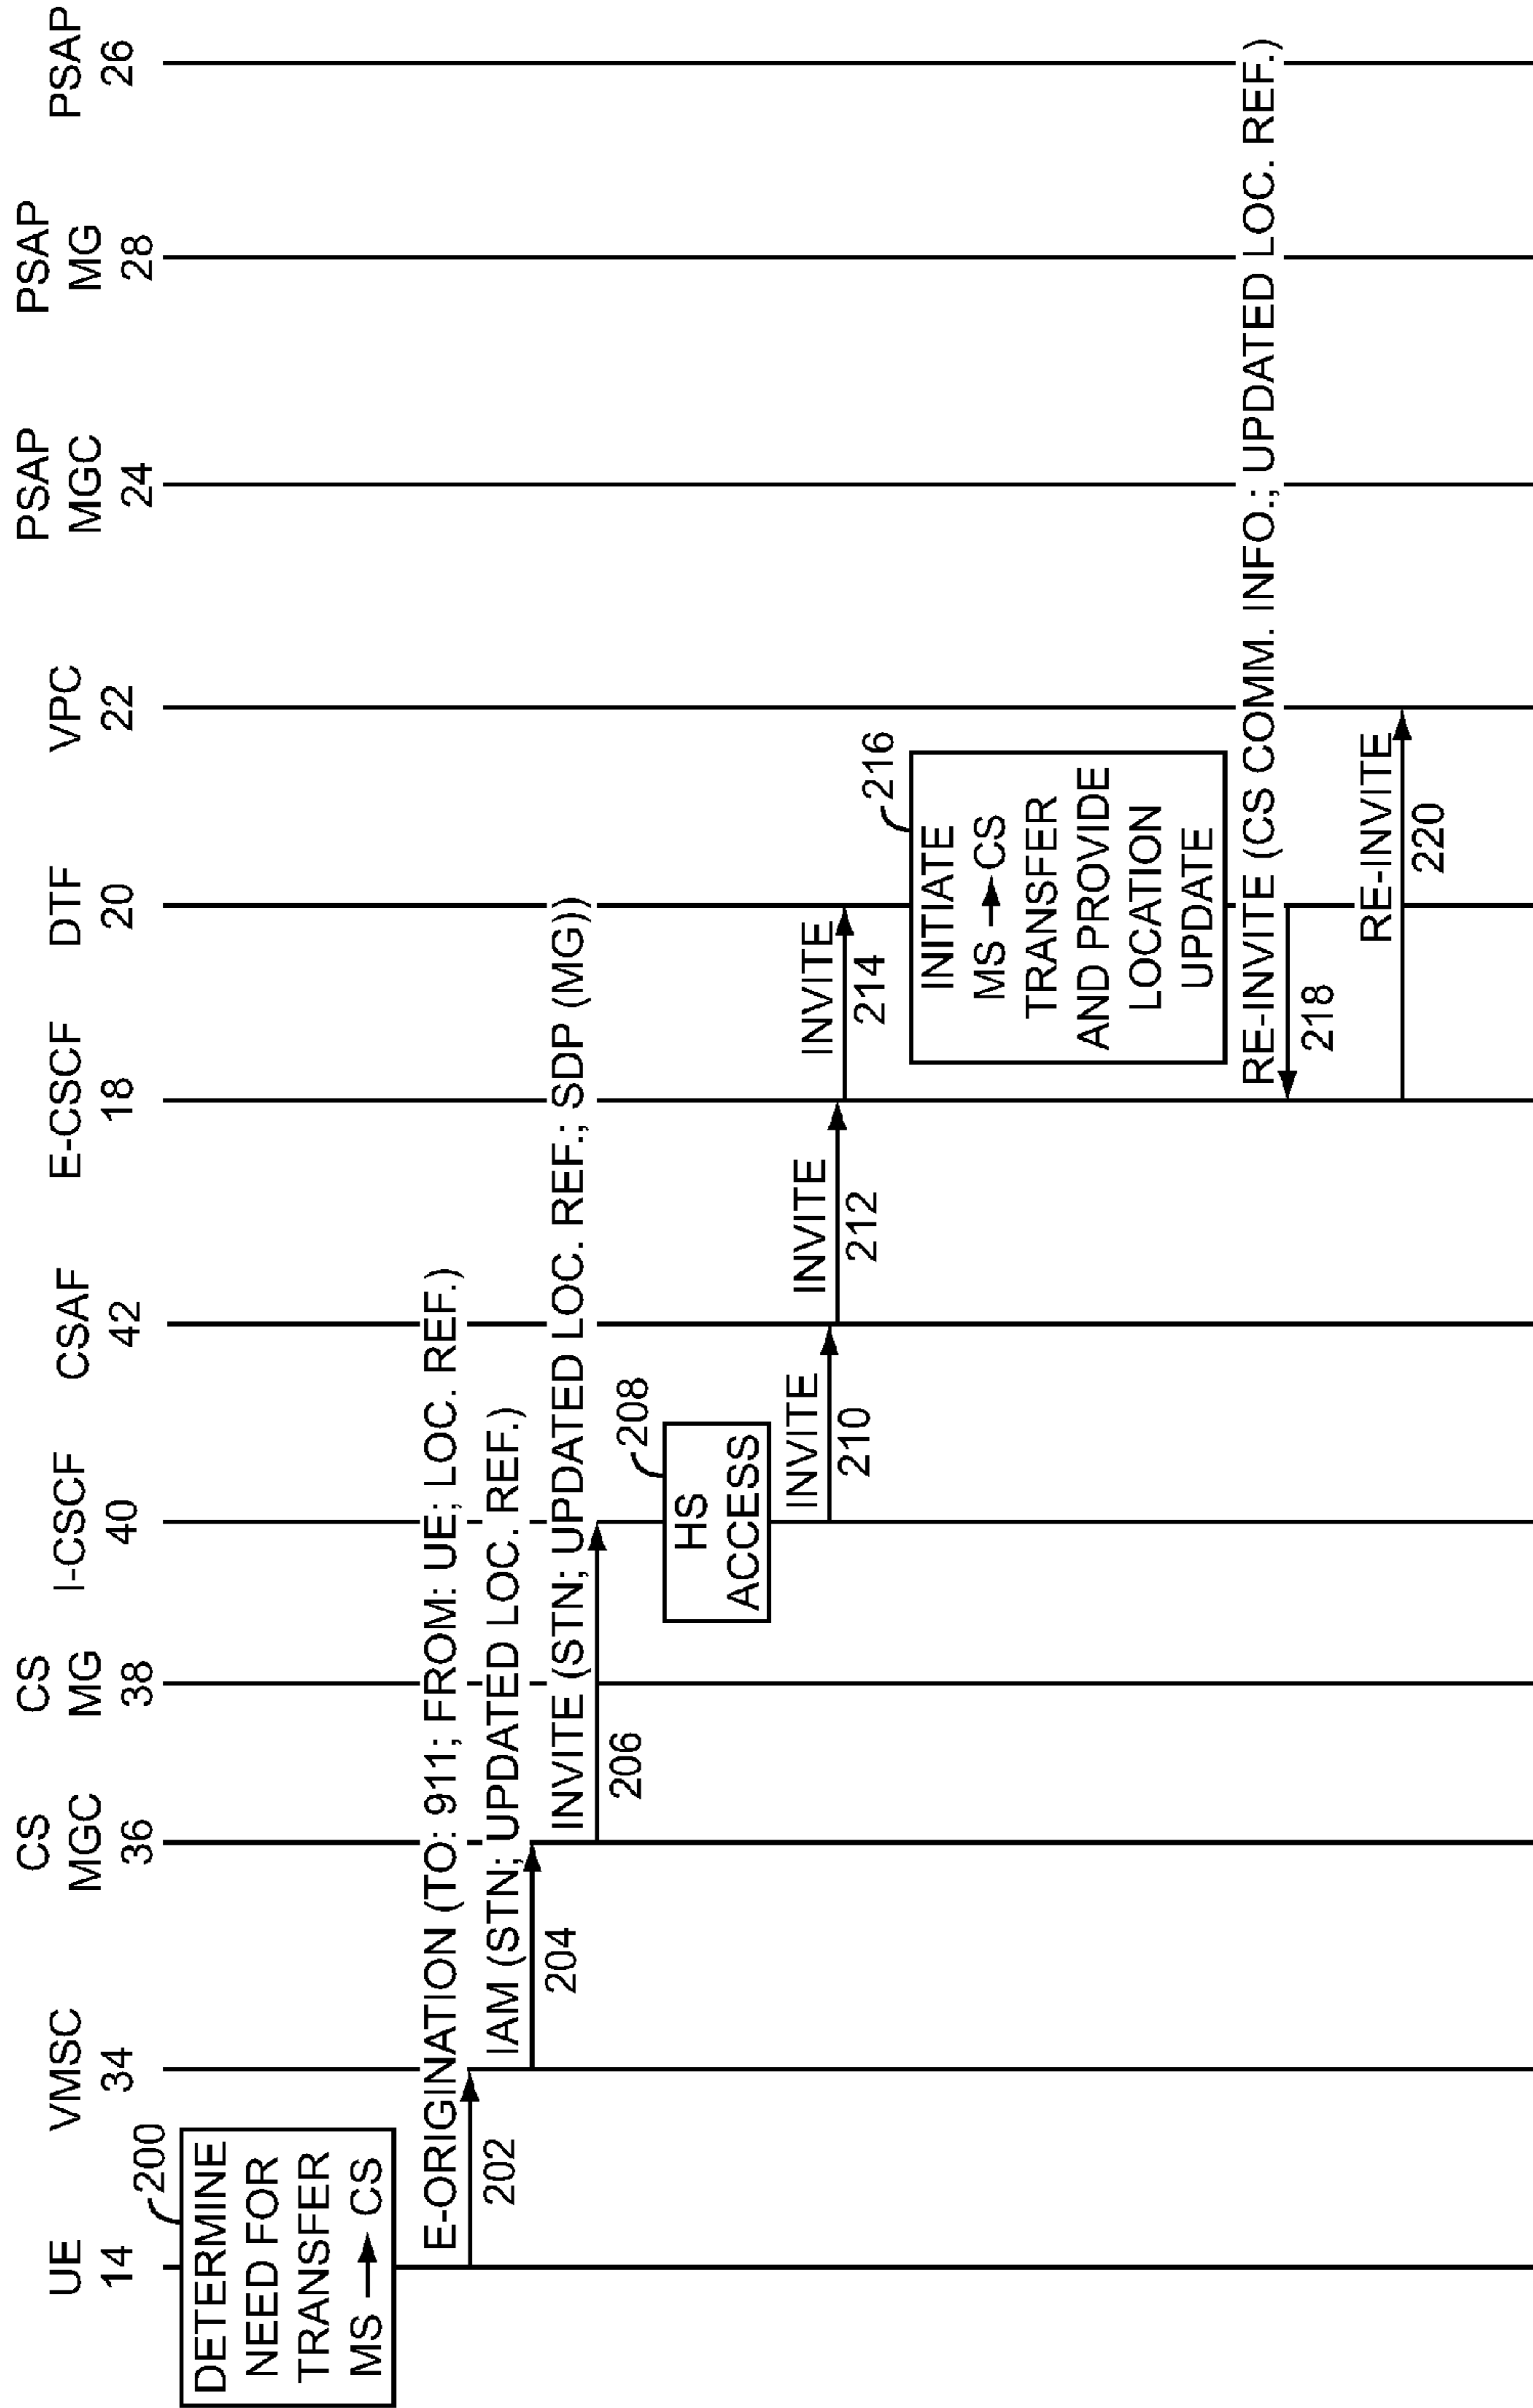 UE
14
VMSC
34
CS
MGC
36
CS
MG
38
I-CSCF
40
CSAF
42
E-CSCF
18
DTF
20
VPC
22
PSAP
MGC
24
PSAP
MG
28
PSAP
26
200
DETERMINE
NEED FOR
TRANSFER
MS → CS
E-ORIGINATION (TO: 911; FROM: UE; LOC. REF.)
202
IAM (STN; UPDATED LOC. REF.)
204
INVITE (STN; UPDATED LOC. REF.; SDP (MG))
206
208
HS
ACCESS
INVITE
210
INVITE
212
INVITE
214
216
INITIATE
MS → CS
TRANSFER
AND PROVIDE
LOCATION
UPDATE
RE-INVITE (CS COMM. INFO.; UPDATED LOC. REF.)
218
RE-INVITE
220